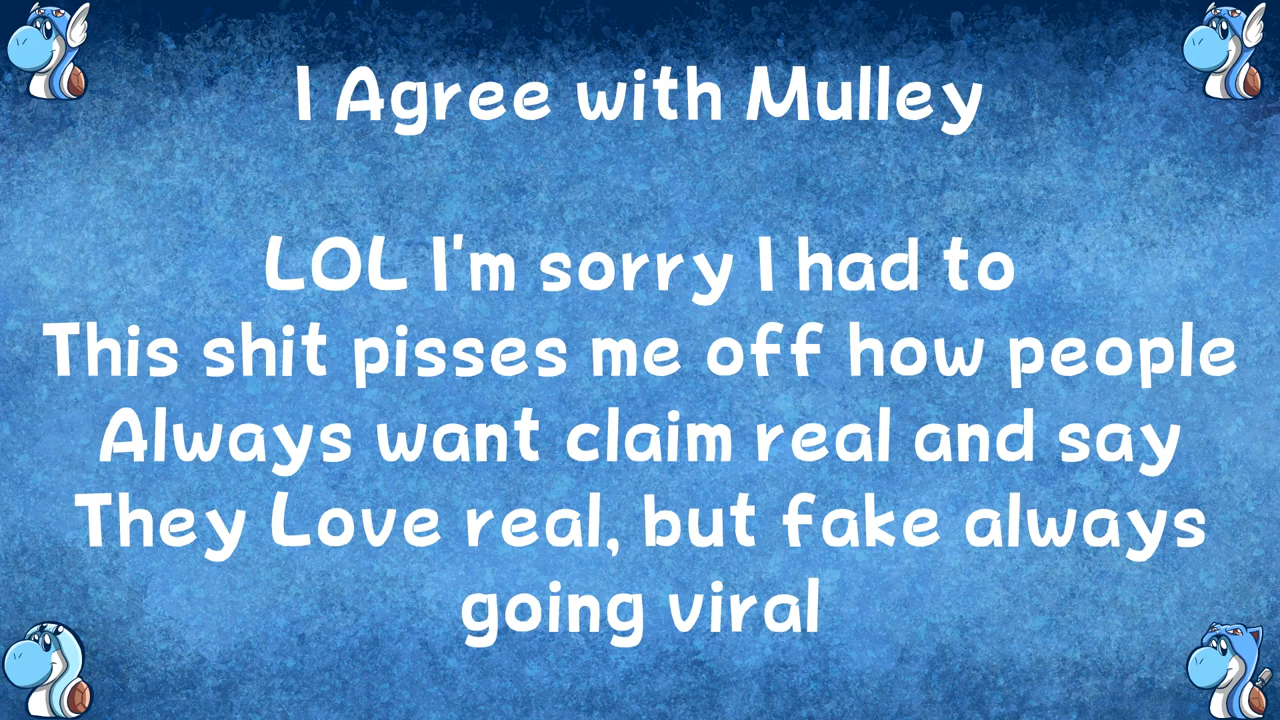 I Agree with Mulley
LOL I'm sorry I had to
This shit pisses me off how people
Always want claim real and say
They Love real, but fake always
going viral